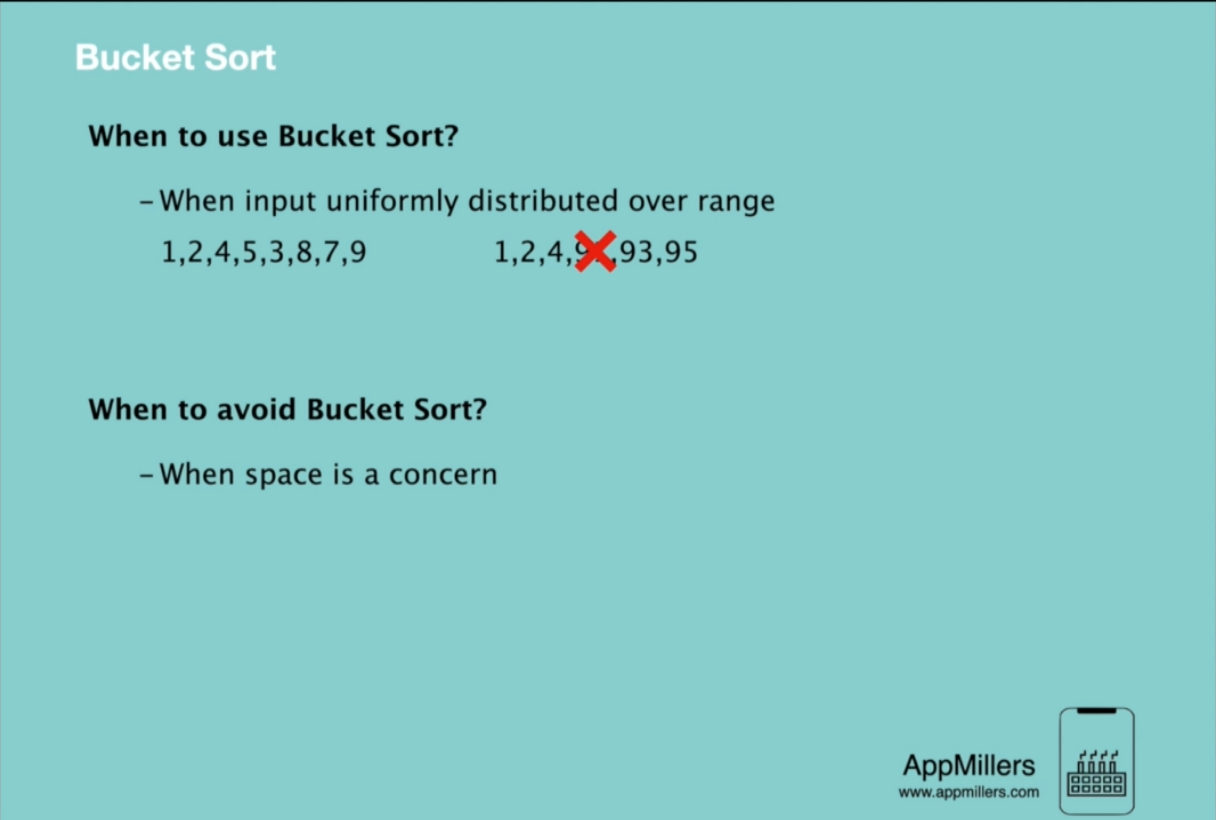 Bucket Sort
When to use Bucket Sort?
– When input uniformly distributed over range
1,2,4,5,3,8,7,9 1,2,4, ,93,95
When to avoid Bucket Sort?
– When space is a concern
AppMillers
www.appmillers.com